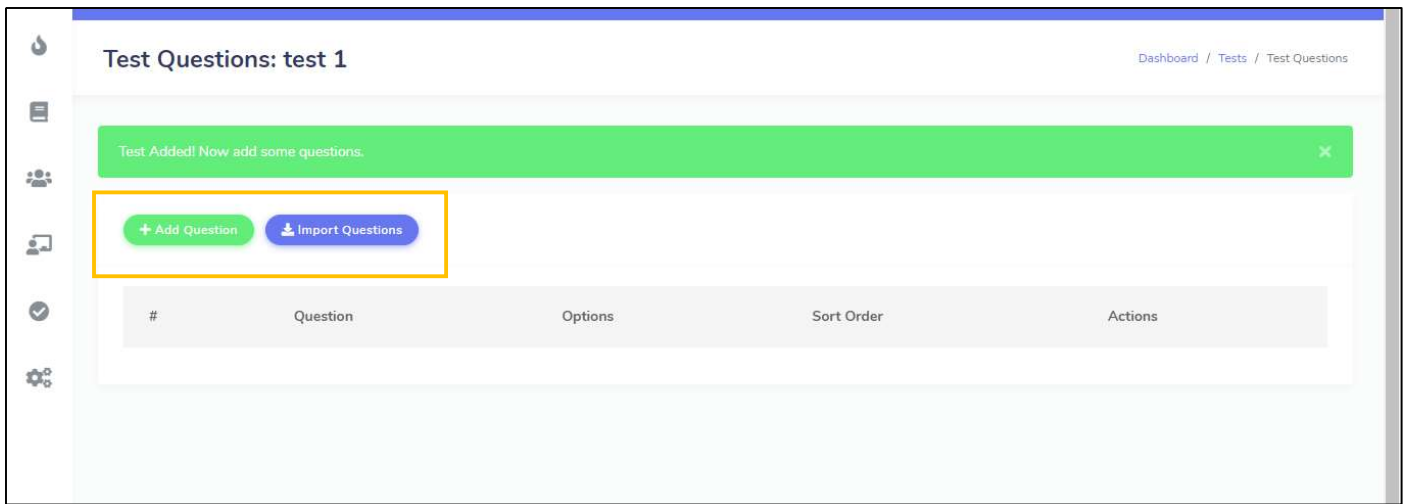 Test Questions: test 1
Dashboard / Tests / Test Questions
Test Added! Now add some questions.
+ Add Question
Import Questions
# Question Options Sort Order Actions